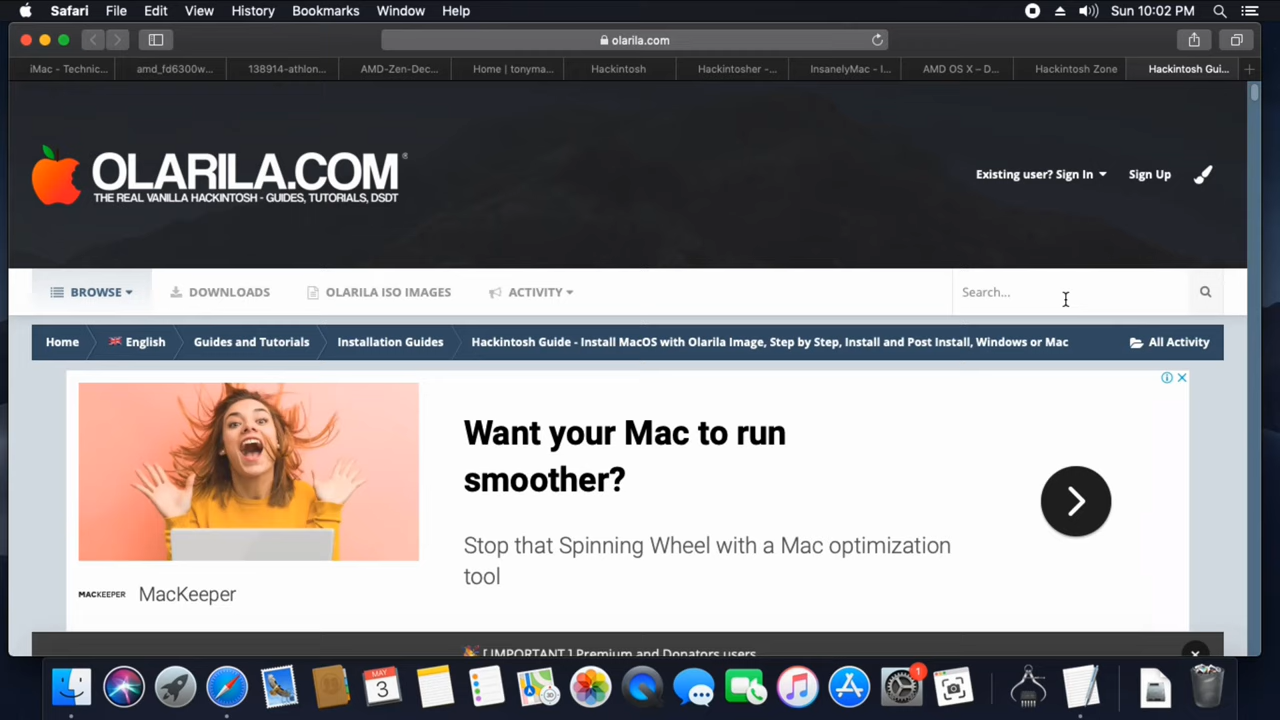 Safari File Edit View History Bookmarks Window Help Sun 10:02 PM
olarila.com
iMac - Technic... amd_fd6300w... 138914-athlon... AMD-Zen-Dec... Home | tonyma... Hackintosh Hackintosher -... InsanelyMac - I... AMD OS X – D... Hackintosh Zone Hackintosh Gui...
OLARILA.COM®
THE REAL VANILLA HACKINTOSH - GUIDES, TUTORIALS, DSDT
Existing user? Sign In Sign Up
BROWSE DOWNLOADS OLARILA ISO IMAGES ACTIVITY Search...
Home English Guides and Tutorials Installation Guides Hackintosh Guide - Install MacOS with Olarila Image, Step by Step, Install and Post Install, Windows or Mac All Activity
Want your Mac to run
smoother?
Stop that Spinning Wheel with a Mac optimization
tool
MACKEEPER MacKeeper
[ IMPORTANT ] Premium and Donators users
MAY
3
1